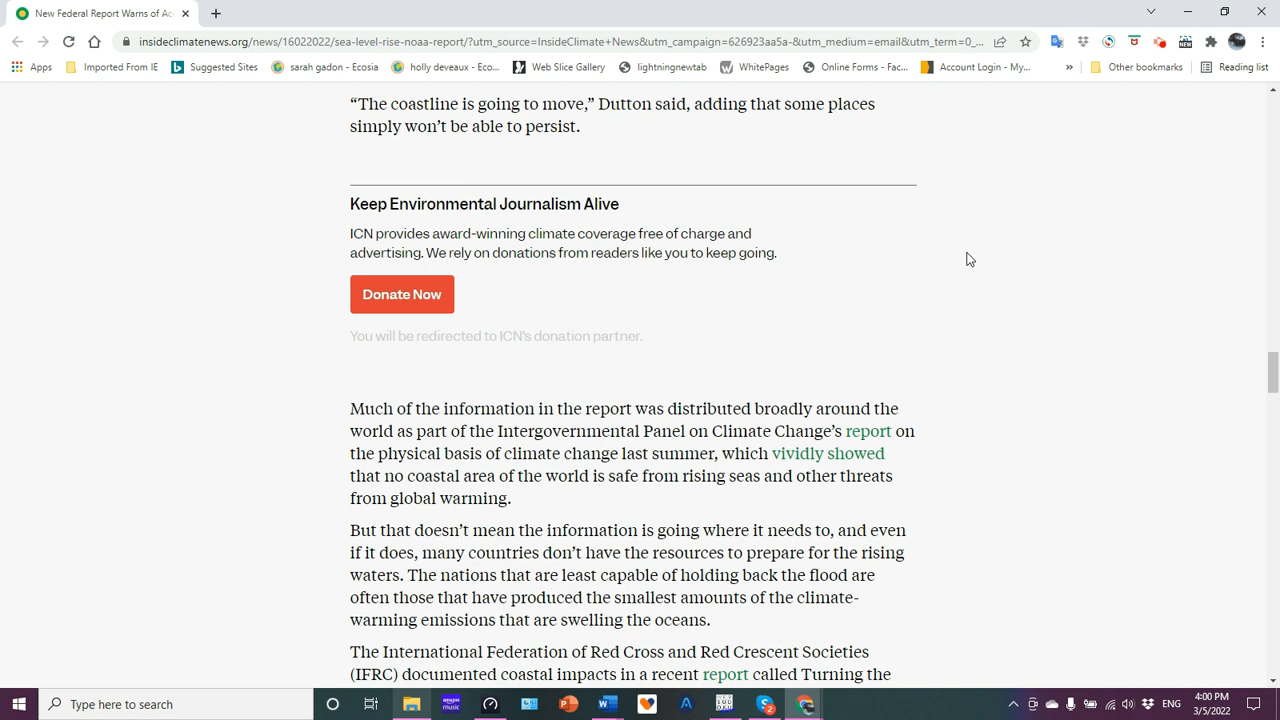 New Federal Report Warns of Acc
insideclimatenews.org/news/16022022/sea-level-rise-noaa-report/?utm_source=InsideClimate+News&utm_campaign=626923aa5a-&utm_medium=email&utm_term=0_...
Apps Imported From IE Suggested Sites sarah gadon - Ecosia holly deveux - Eco... Web Slice Gallery lightningnewtab WhitePages Online Forms - Fac... Account Login - My... » Other bookmarks Reading list
“The coastline is going to move,” Dutton said, adding that some places
simply won’t be able to persist.
Keep Environmental Journalism Alive
ICN provides award-winning climate coverage free of charge and
advertising. We rely on donations from readers like you to keep going.
Donate Now
You will be redirected to ICN's donation partner.
Much of the information in the report was distributed broadly around the
world as part of the Intergovernmental Panel on Climate Change’s report on
the physical basis of climate change last summer, which vividly showed
that no coastal area of the world is safe from rising seas and other threats
from global warming.
But that doesn’t mean the information is going where it needs to, and even
if it does, many countries don’t have the resources to prepare for the rising
waters. The nations that are least capable of holding back the flood are
often those that have produced the smallest amounts of the climate-
warming emissions that are swelling the oceans.
The International Federation of Red Cross and Red Crescent Societies
(IFRC) documented coastal impacts in a recent report called Turning the
Type here to search
music
ENG
4:00 PM
3/5/2022